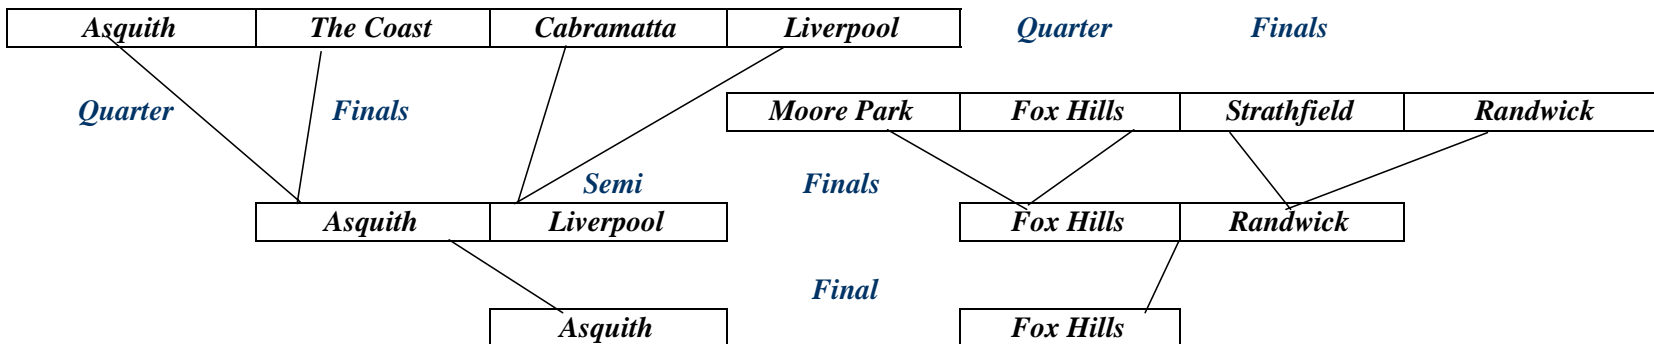 Asquith The Coast Cabramatta Liverpool Quarter Finals
Quarter Finals
Moore Park Fox Hills Strathfield Randwick
Semi Finals
Asquith Liverpool Fox Hills Randwick
Final
Asquith Fox Hills